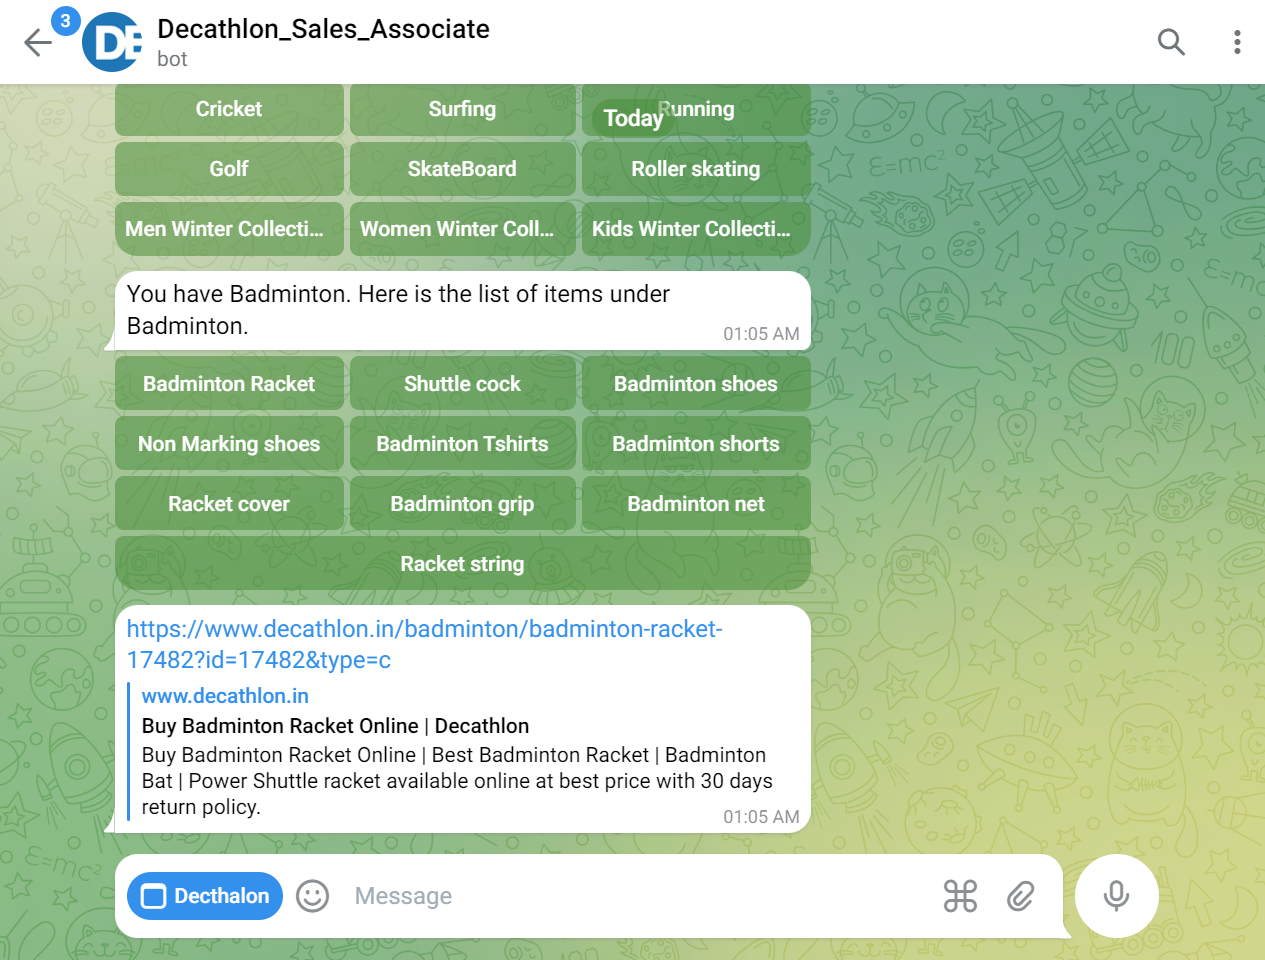 3
DE
Decathlon_Sales_Associate
bot
Cricket
Surfing
Running
Today
Golf
SkateBoard
Roller skating
Men Winter Collecti...
Women Winter Coll...
Kids Winter Collecti...
You have Badminton. Here is the list of items under
Badminton.
01:05 AM
Badminton Racket
Shuttle cock
Badminton shoes
Non Marking shoes
Badminton Tshirts
Badminton shorts
Racket cover
Badminton grip
Badminton net
Racket string
https://www.decathlon.in/badminton/badminton-racket-
17482?id=17482&type=c
www.decathlon.in
Buy Badminton Racket Online | Decathlon
Buy Badminton Racket Online | Best Badminton Racket | Badminton
Bat | Power Shuttle racket available online at best price with 30 days
return policy.
01:05 AM
Decthalon
Message
ε=mc²
ε=mc²